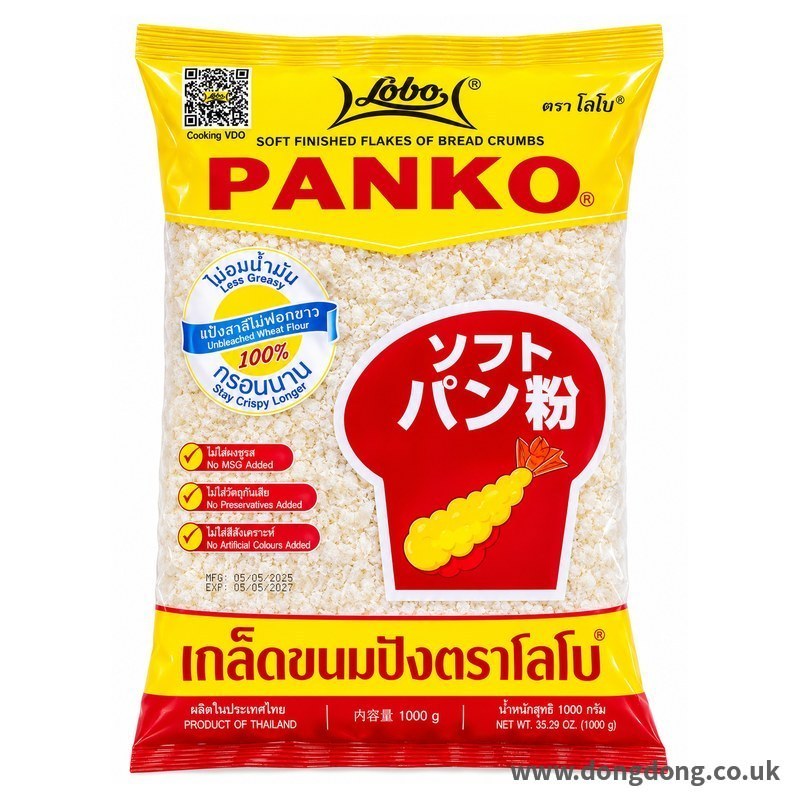 Lobo®
ตรา โลโบ®
Cooking VDO
SOFT FINISHED FLAKES OF BREAD CRUMBS
PANKO®
ไม่อมน้ำมัน
Less Greasy
แป้งสาลีไม่ฟอกขาว
Unbleached Wheat Flour
100%
กรอบนาน
Stay Crispy Longer
ソフト
パン粉
ไม่ใส่ผงชูรส
No MSG Added
ไม่ใส่วัตถุกันเสีย
No Preservatives Added
ไม่ใส่สีสังเคราะห์
No Artificial Colours Added
MFG: 05/05/2025
EXP: 05/05/2027
เกล็ดขนมปังตราโลโบ®
ผลิตในประเทศไทย
PRODUCT OF THAILAND
内容量 1000 g
น้ำหนักสุทธิ 1000 กรัม
NET WT. 35.29 OZ. (1000 g)
www.dongdong.co.uk